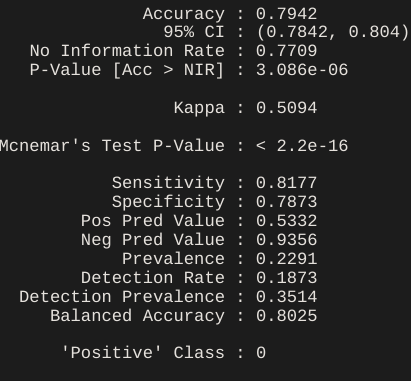 Accuracy : 0.7942
95% CI : (0.7842, 0.804)
No Information Rate : 0.7709
P-Value [Acc > NIR] : 3.086e-06
Kappa : 0.5094
Mcnemar's Test P-Value : < 2.2e-16
Sensitivity : 0.8177
Specificity : 0.7873
Pos Pred Value : 0.5332
Neg Pred Value : 0.9356
Prevalence : 0.2291
Detection Rate : 0.1873
Detection Prevalence : 0.3514
Balanced Accuracy : 0.8025
'Positive' Class : 0